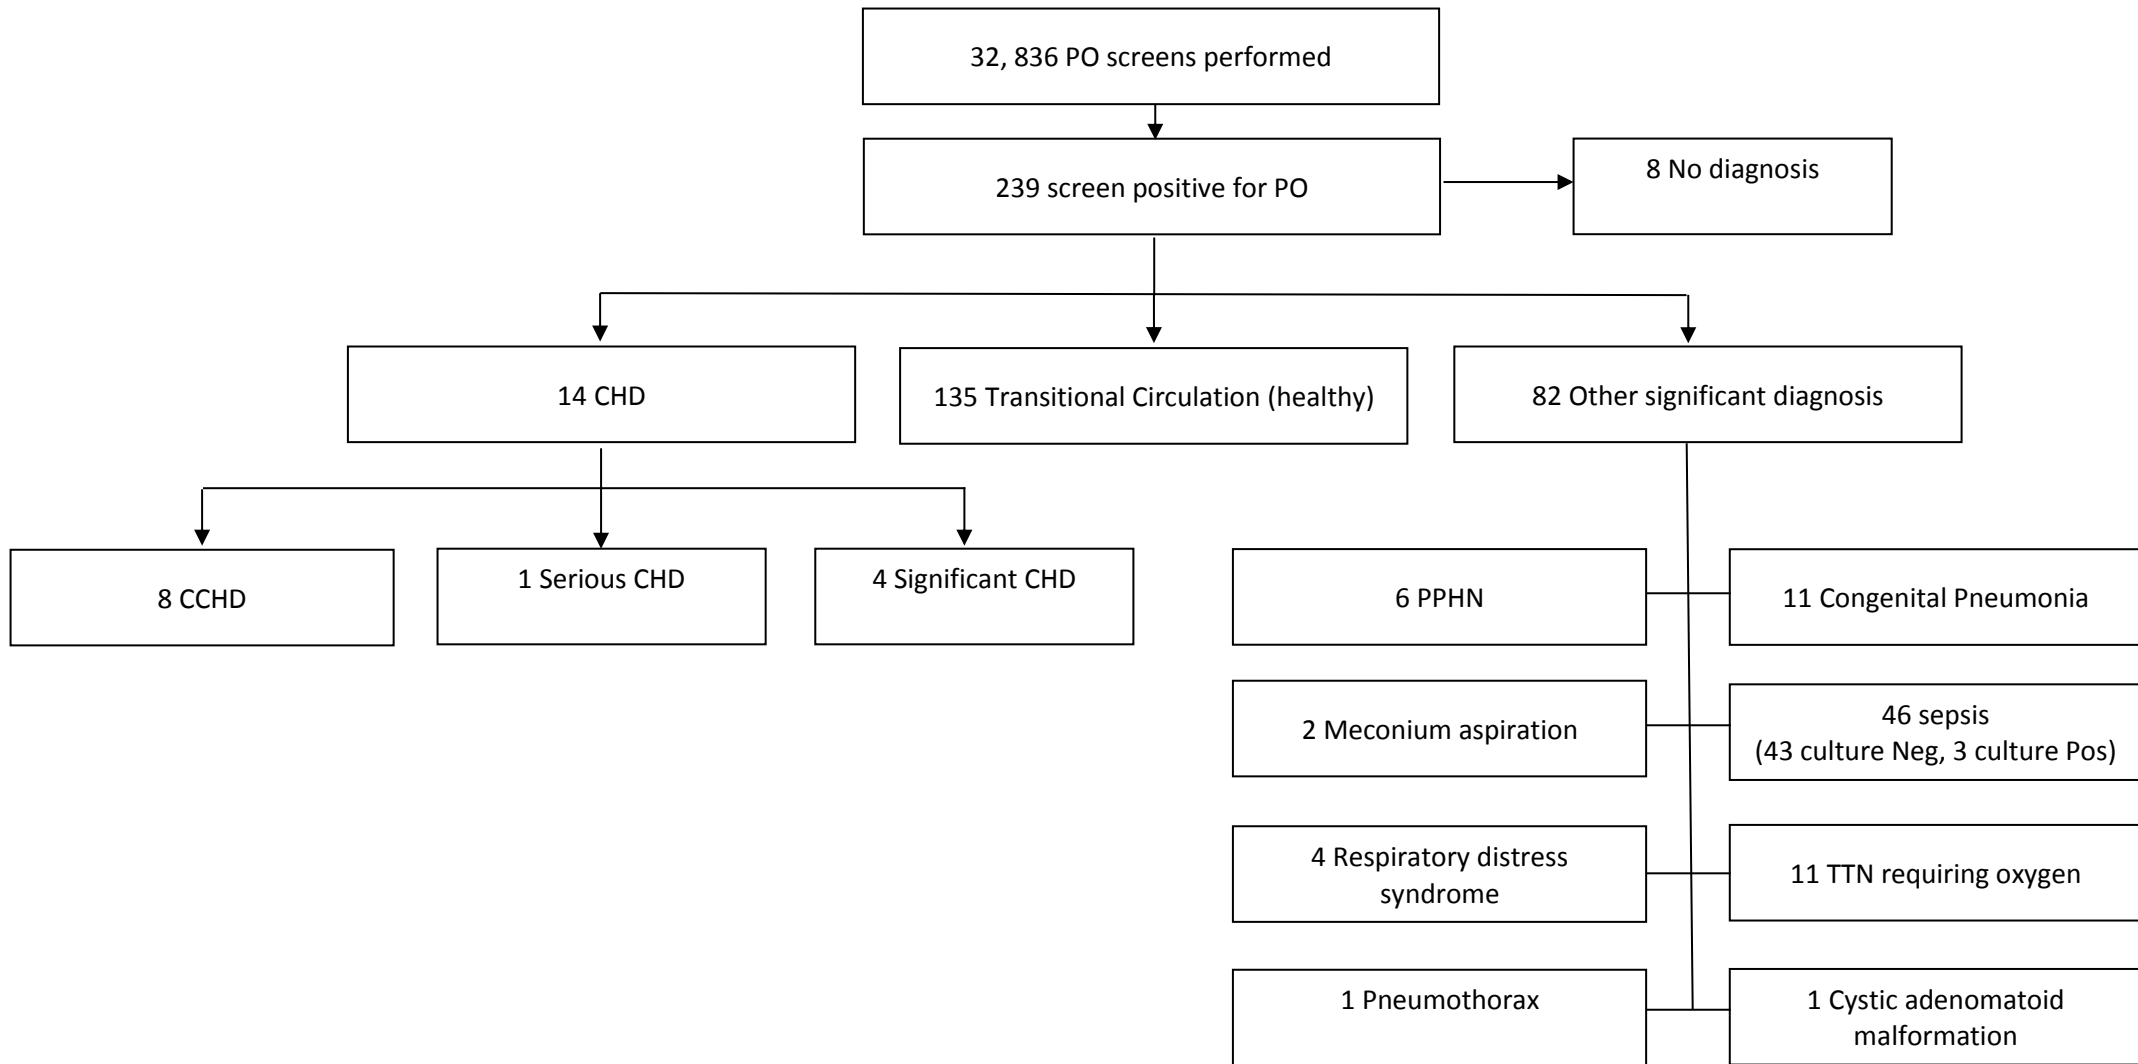 32, 836 PO screens performed
239 screen positive for PO
8 No diagnosis
14 CHD
135 Transitional Circulation (healthy)
82 Other significant diagnosis
8 CCHD
1 Serious CHD
4 Significant CHD
6 PPHN
11 Congenital Pneumonia
2 Meconium aspiration
46 sepsis
(43 culture Neg, 3 culture Pos)
4 Respiratory distress
syndrome
11 TTN requiring oxygen
1 Pneumothorax
1 Cystic adenomatoid
malformation